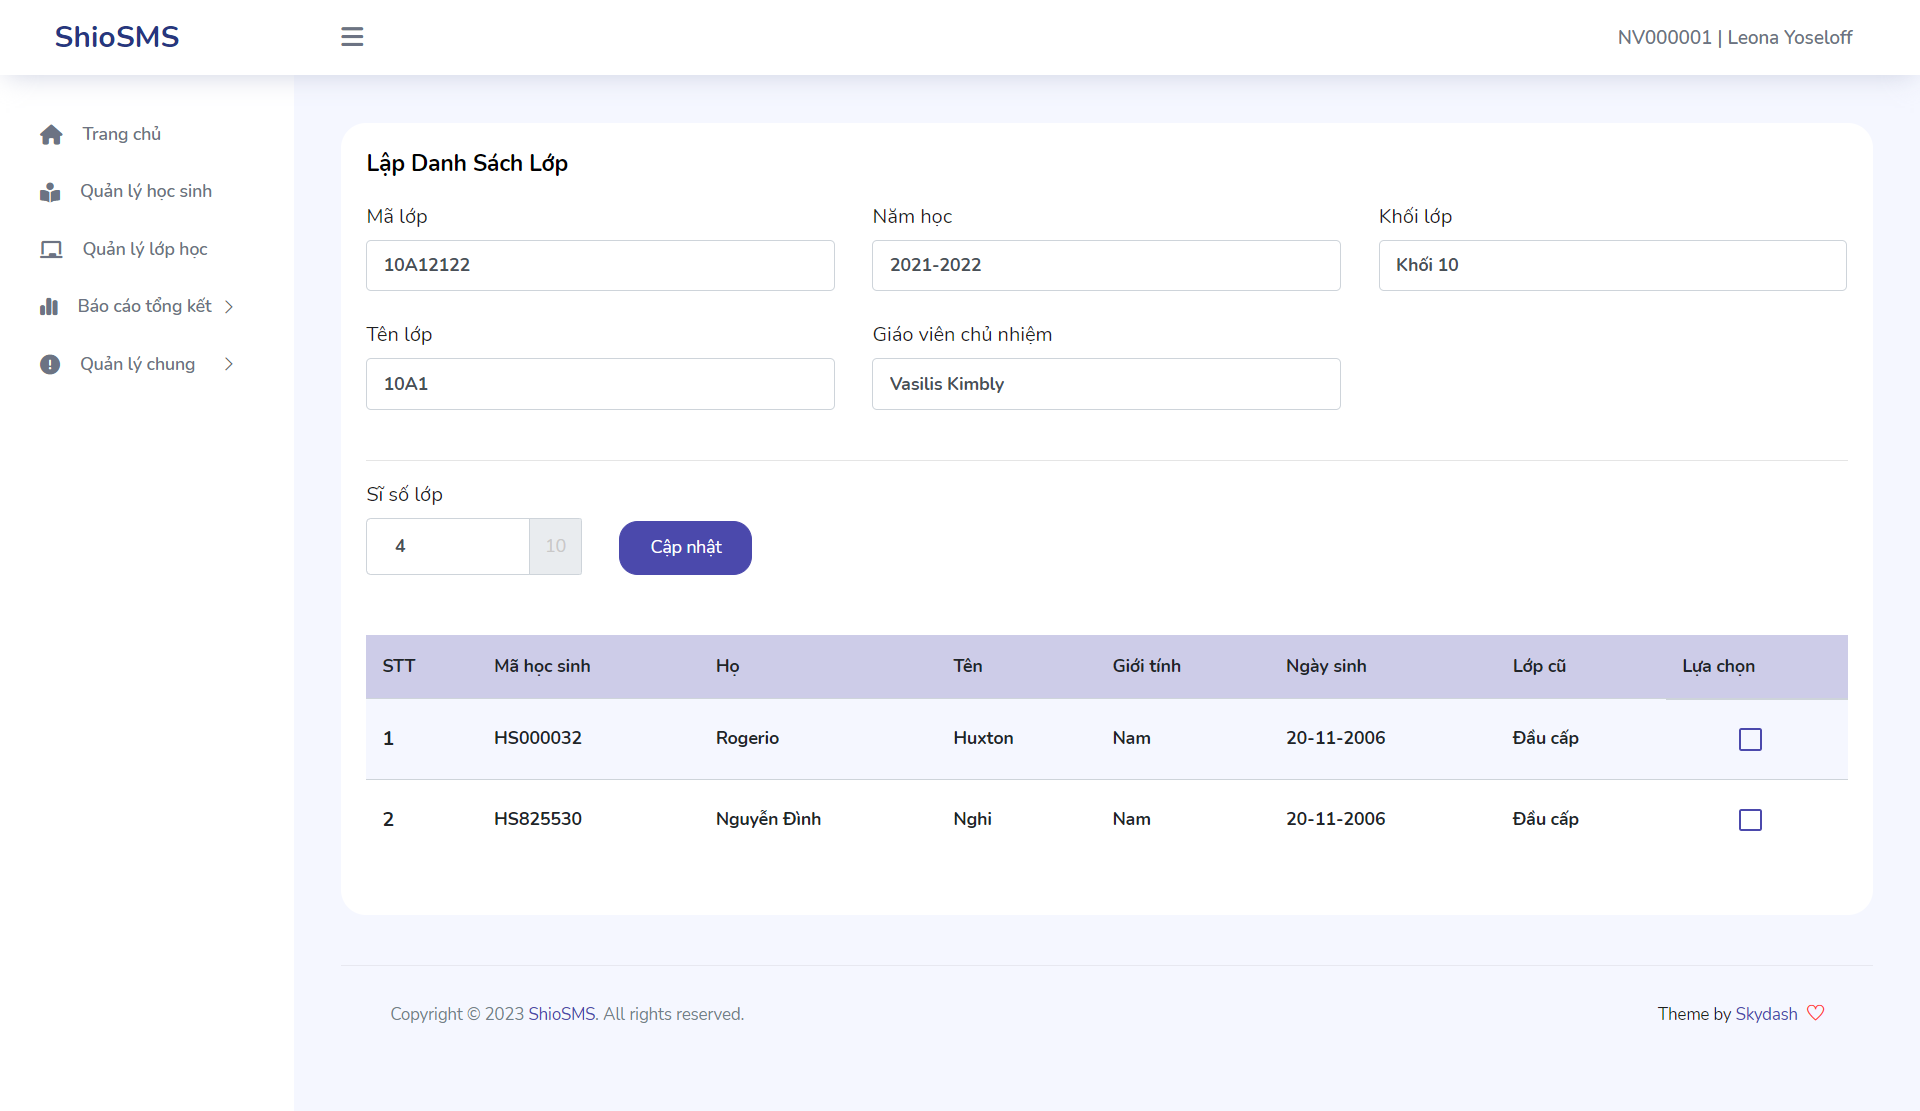 ShioSMS
NV000001 | Leona Yoseloff
Trang chủ
Quản lý học sinh
Quản lý lớp học
Báo cáo tổng kết
Quản lý chung
Lập Danh Sách Lớp
Mã lớp Năm học Khối lớp
10A12122 2021-2022 Khối 10
Tên lớp Giáo viên chủ nhiệm
10A1 Vasilis Kimbly
Sĩ số lớp
4 10 Cập nhật
STT Mã học sinh Họ Tên Giới tính Ngày sinh Lớp cũ Lựa chọn
1 HS000032 Rogerio Huxton Nam 20-11-2006 Đầu cấp
2 HS825530 Nguyễn Đình Nghi Nam 20-11-2006 Đầu cấp
Copyright © 2023 ShioSMS. All rights reserved.
Theme by Skydash